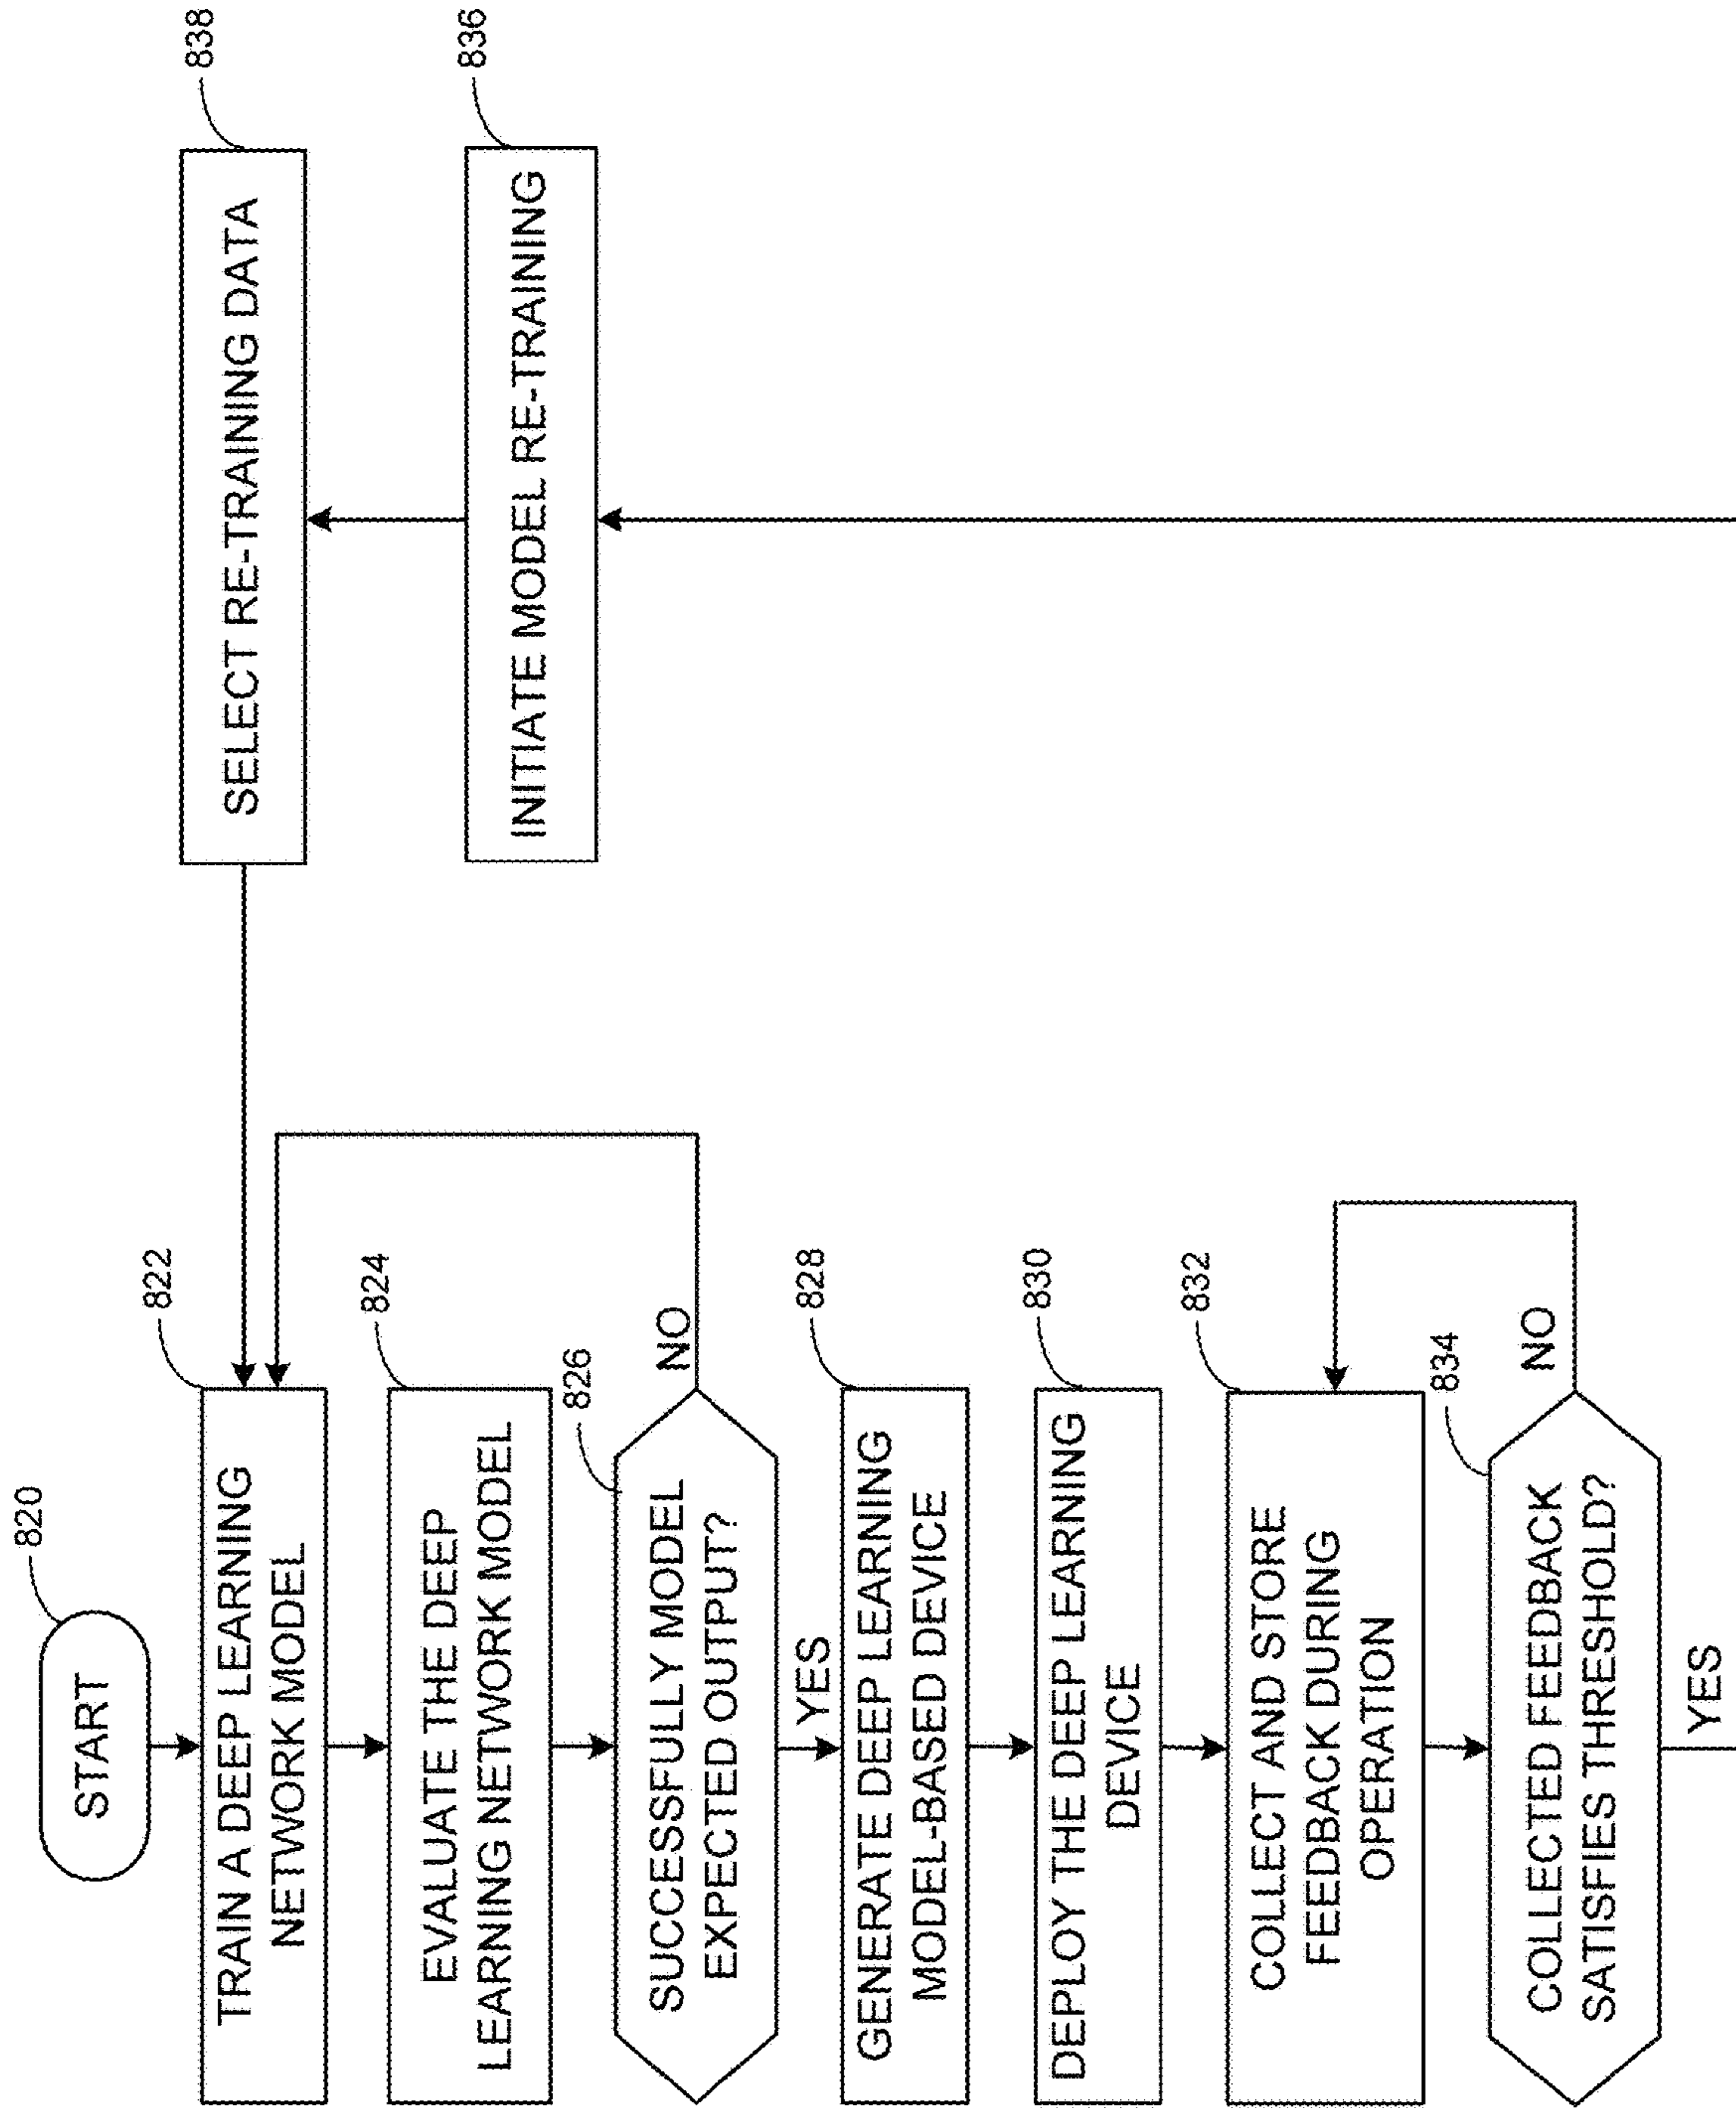 820
START
822
TRAIN A DEEP LEARNING
NETWORK MODEL
824
EVALUATE THE DEEP
LEARNING NETWORK MODEL
826
SUCCESSFULLY MODEL
EXPECTED OUTPUT?
NO
YES
828
GENERATE DEEP LEARNING
MODEL-BASED DEVICE
830
DEPLOY THE DEEP LEARNING
DEVICE
832
COLLECT AND STORE
FEEDBACK DURING
OPERATION
834
COLLECTED FEEDBACK
SATISFIES THRESHOLD?
NO
YES
838
SELECT RE-TRAINING DATA
836
INITIATE MODEL RE-TRAINING